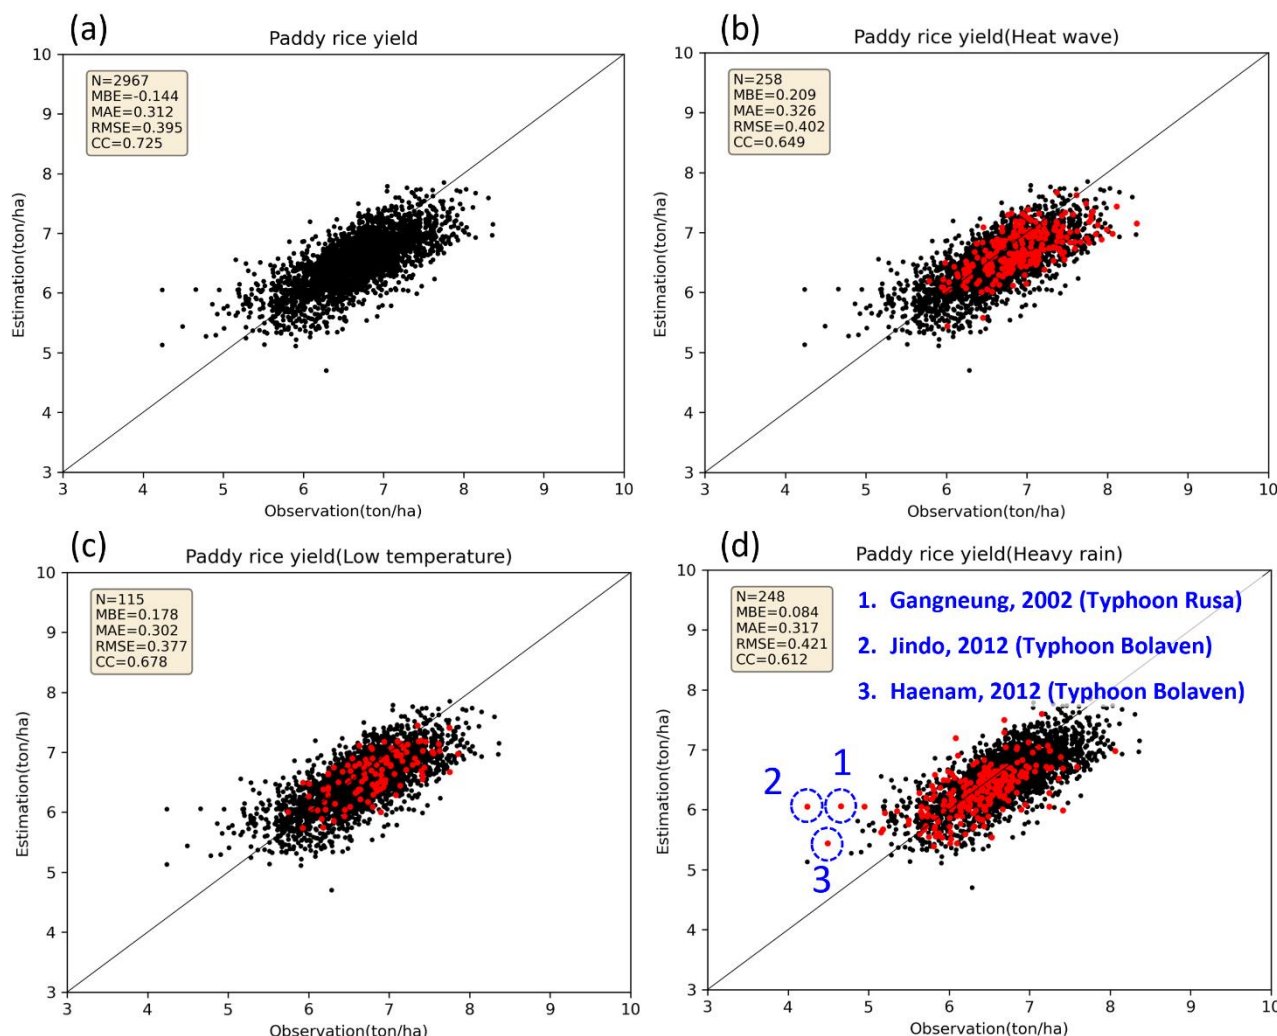 (a)
Paddy rice yield
N=2967
MBE=-0.144
MAE=0.312
RMSE=0.395
CC=0.725
Estimation(ton/ha)
10
9
8
7
6
5
4
3
3 4 5 6 7 8 9 10
Observation(ton/ha)
(b)
Paddy rice yield(Heat wave)
N=258
MBE=0.209
MAE=0.326
RMSE=0.402
CC=0.649
Estimation(ton/ha)
10
9
8
7
6
5
4
3
3 4 5 6 7 8 9 10
Observation(ton/ha)
(c)
Paddy rice yield(Low temperature)
N=115
MBE=0.178
MAE=0.302
RMSE=0.377
CC=0.678
Estimation(ton/ha)
10
9
8
7
6
5
4
3
3 4 5 6 7 8 9 10
Observation(ton/ha)
(d)
Paddy rice yield(Heavy rain)
N=248
MBE=0.084
MAE=0.317
RMSE=0.421
CC=0.612
1. Gangneung, 2002 (Typhoon Rusa)
2. Jindo, 2012 (Typhoon Bolaven)
3. Haenam, 2012 (Typhoon Bolaven)
2
1
3
Estimation(ton/ha)
10
9
8
7
6
5
4
3
3 4 5 6 7 8 9 10
Observation(ton/ha)